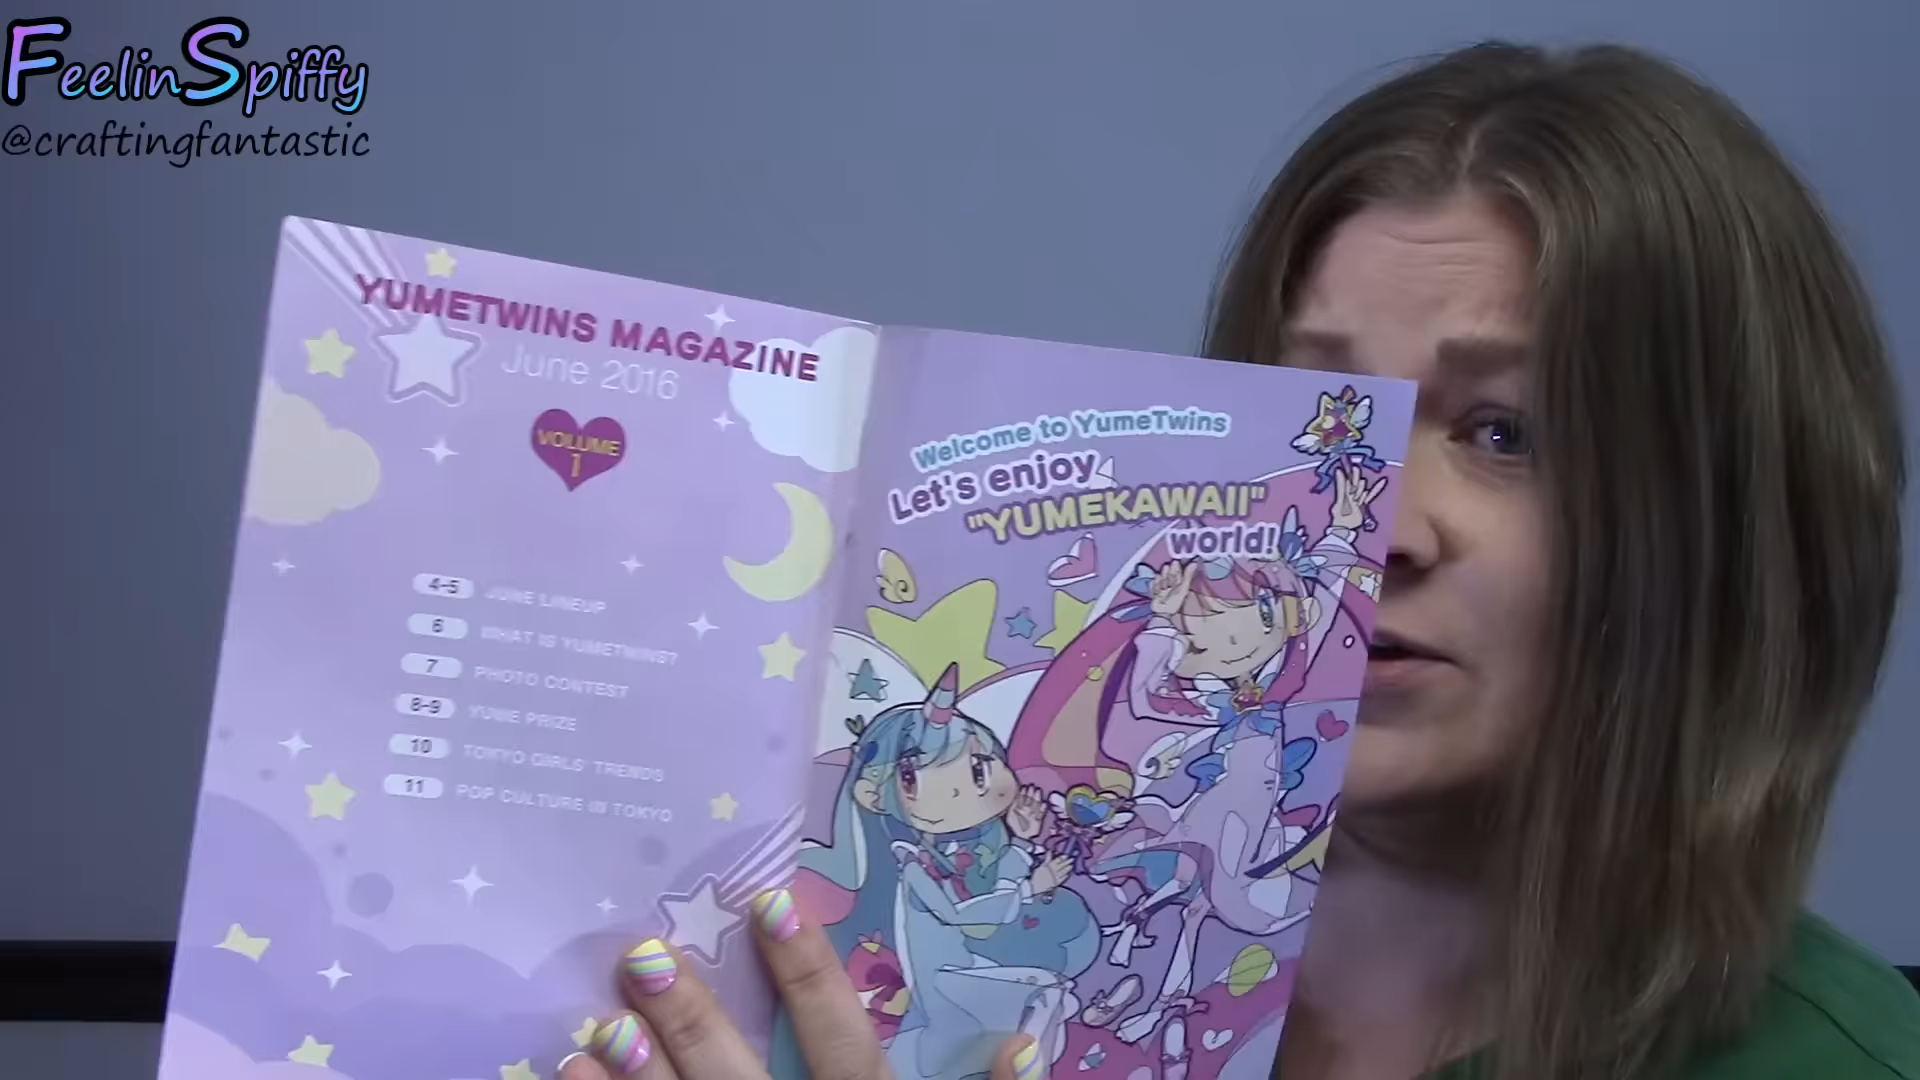 FeelinSpiffy
@craftingfantastic
YUMETWINS MAGAZINE
June 2016
VOLUME
1
4-5 JUNE LINEUP
6 WHAT IS YUMETWINS?
7 PHOTO CONTEST
8-9 YUME PRIZE
10 TOKYO GIRLS' TRENDS
11 POP CULTURE IN TOKYO
Welcome to YumeTwins
Let's enjoy
"YUMEKAWAII"
world!